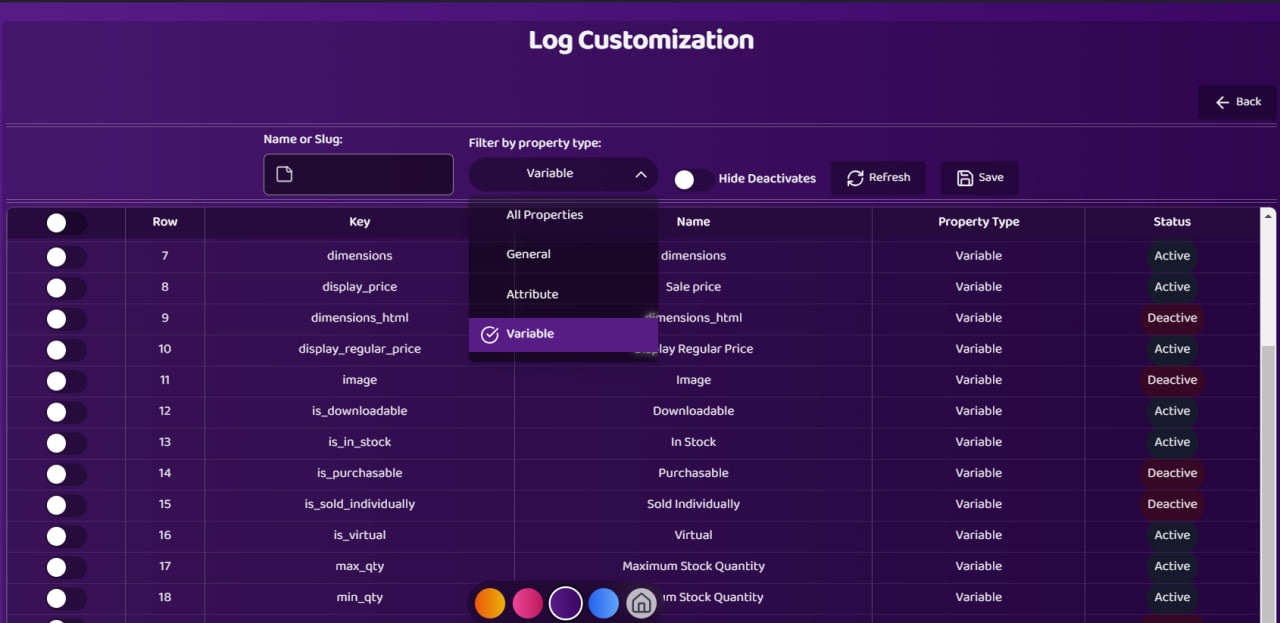 Log Customization
Back
Name or Slug:
Filter by property type:
Variable
Hide Deactivates
Refresh
Save
All Properties
General
Attribute
Variable
Row Key Name Property Type Status
7 dimensions dimensions Variable Active
8 display_price Sale price Variable Active
9 dimensions_html dimensions_html Variable Deactive
10 display_regular_price Display Regular Price Variable Active
11 image Image Variable Deactive
12 is_downloadable Downloadable Variable Active
13 is_in_stock In Stock Variable Active
14 is_purchasable Purchasable Variable Deactive
15 is_sold_individually Sold Individually Variable Deactive
16 is_virtual Virtual Variable Active
17 max_qty Maximum Stock Quantity Variable Active
18 min_qty Stock Quantity Variable Active